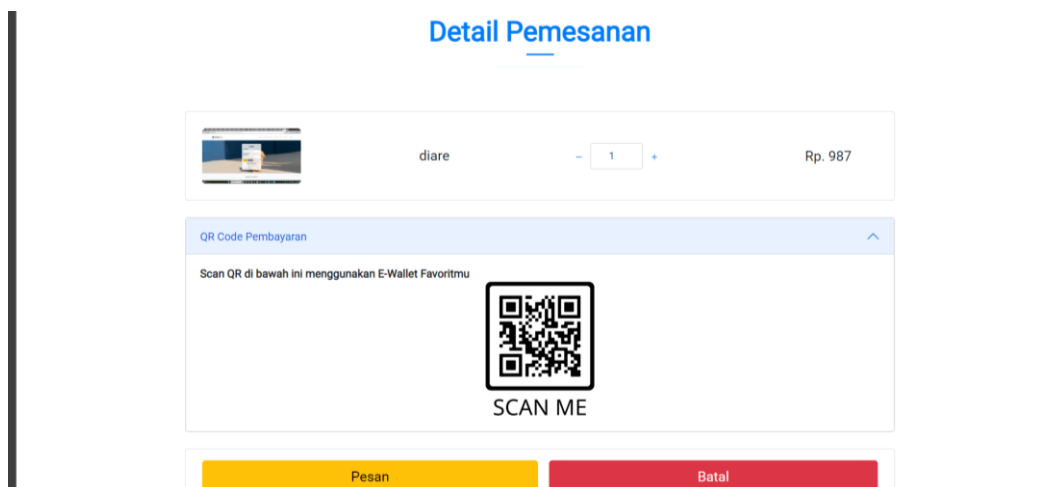 Detail Pemesanan
diare
- 1 +
Rp. 987
QR Code Pembayaran
Scan QR di bawah ini menggunakan E-Wallet Favoritmu
SCAN ME
Pesan
Batal